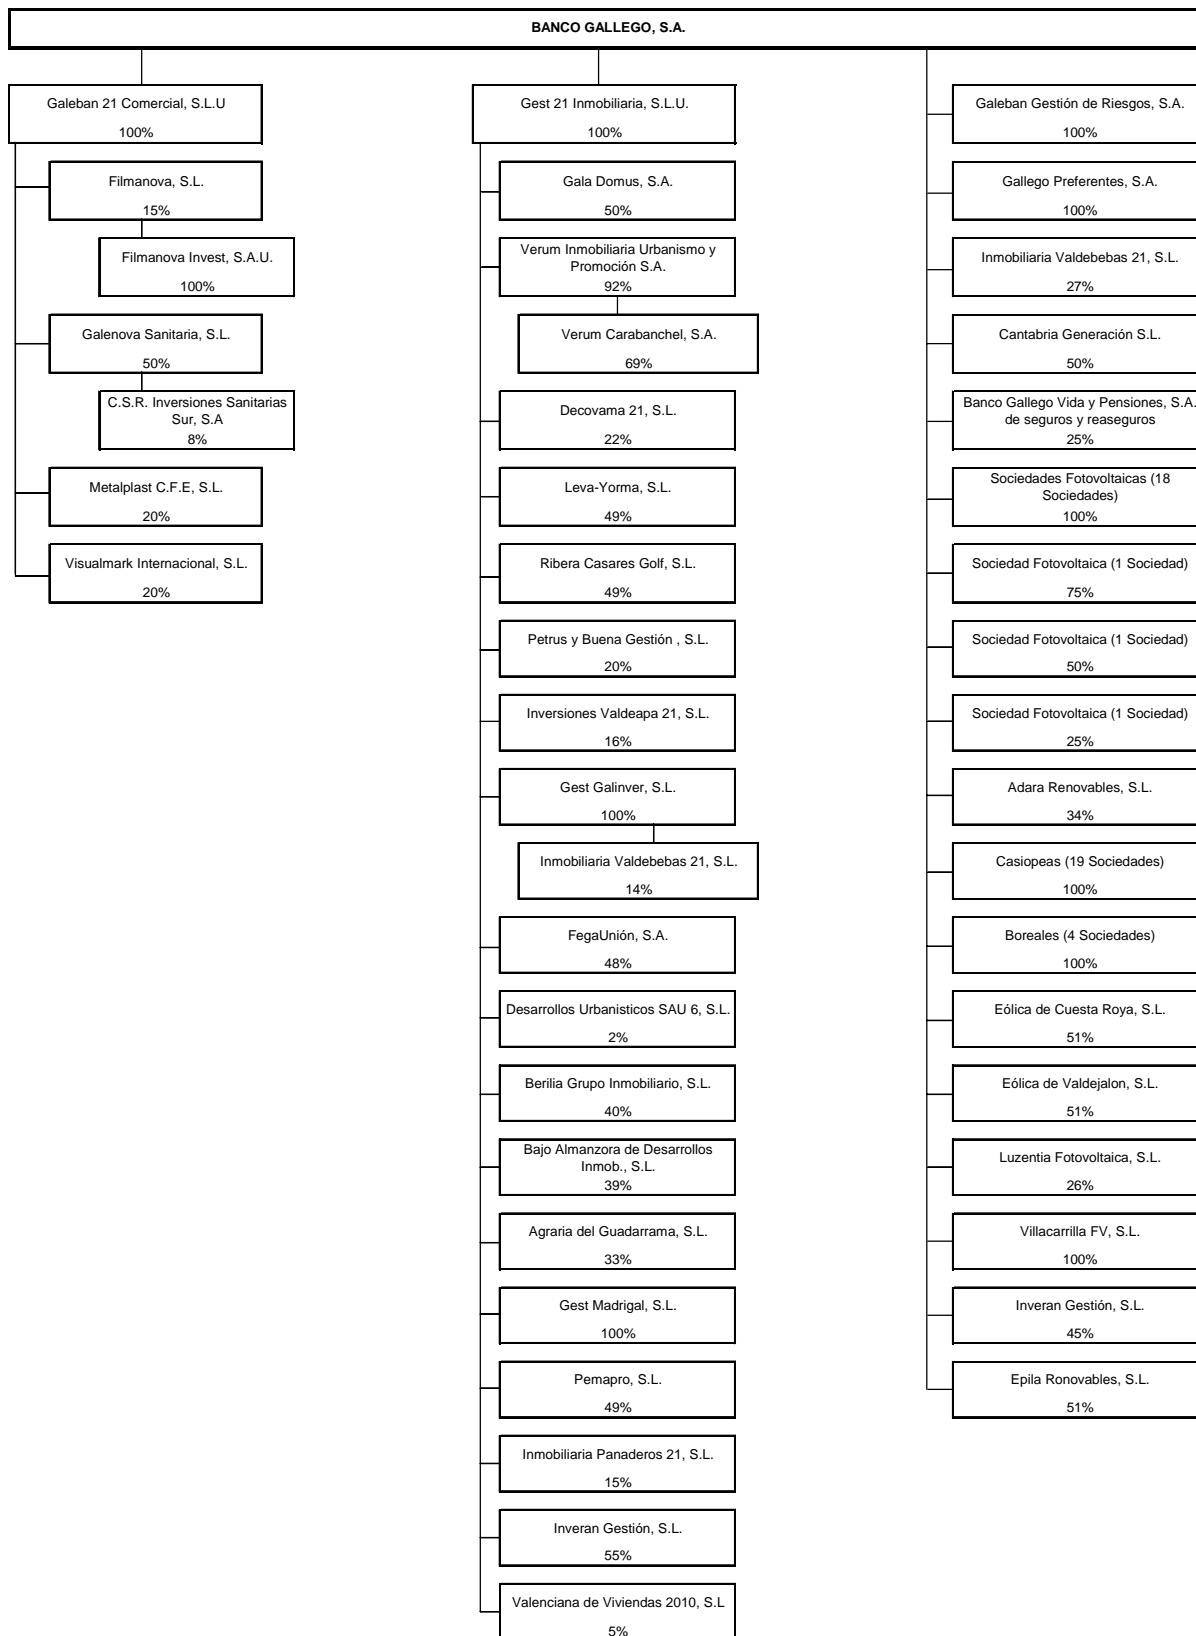 BANCO GALLEGO, S.A.
Galeban 21 Comercial, S.L.U
100%
Filmanova, S.L.
15%
Filmanova Invest, S.A.U.
100%
Galenova Sanitaria, S.L.
50%
C.S.R. Inversiones Sanitarias
Sur, S.A
8%
Metalplast C.F.E, S.L.
20%
Visualmark Internacional, S.L.
20%
Gest 21 Inmobiliaria, S.L.U.
100%
Gala Domus, S.A.
50%
Verum Inmobiliaria Urbanismo y
Promoción S.A.
92%
Verum Carabanchel, S.A.
69%
Decovama 21, S.L.
22%
Leva-Yorma, S.L.
49%
Ribera Casares Golf, S.L.
49%
Petrus y Buena Gestión , S.L.
20%
Inversiones Valdeapa 21, S.L.
16%
Gest Galinver, S.L.
100%
Inmobiliaria Valdebebas 21, S.L.
14%
FegaUnión, S.A.
48%
Desarrollos Urbanisticos SAU 6, S.L.
2%
Berilia Grupo Inmobiliario, S.L.
40%
Bajo Almanzora de Desarrollos
Inmob., S.L.
39%
Agraria del Guadarrama, S.L.
33%
Gest Madrigal, S.L.
100%
Pemapro, S.L.
49%
Inmobiliaria Panaderos 21, S.L.
15%
Inveran Gestión, S.L.
55%
Valenciana de Viviendas 2010, S.L
5%
Galeban Gestión de Riesgos, S.A.
100%
Gallego Preferentes, S.A.
100%
Inmobiliaria Valdebebas 21, S.L.
27%
Cantabria Generación S.L.
50%
Banco Gallego Vida y Pensiones, S.A.
de seguros y reaseguros
25%
Sociedades Fotovoltaicas (18
Sociedades)
100%
Sociedad Fotovoltaica (1 Sociedad)
75%
Sociedad Fotovoltaica (1 Sociedad)
50%
Sociedad Fotovoltaica (1 Sociedad)
25%
Adara Renovables, S.L.
34%
Casiopeas (19 Sociedades)
100%
Boreales (4 Sociedades)
100%
Eólica de Cuesta Roya, S.L.
51%
Eólica de Valdejalon, S.L.
51%
Luzentia Fotovoltaica, S.L.
26%
Villacarrilla FV, S.L.
100%
Inveran Gestión, S.L.
45%
Epila Ronovables, S.L.
51%